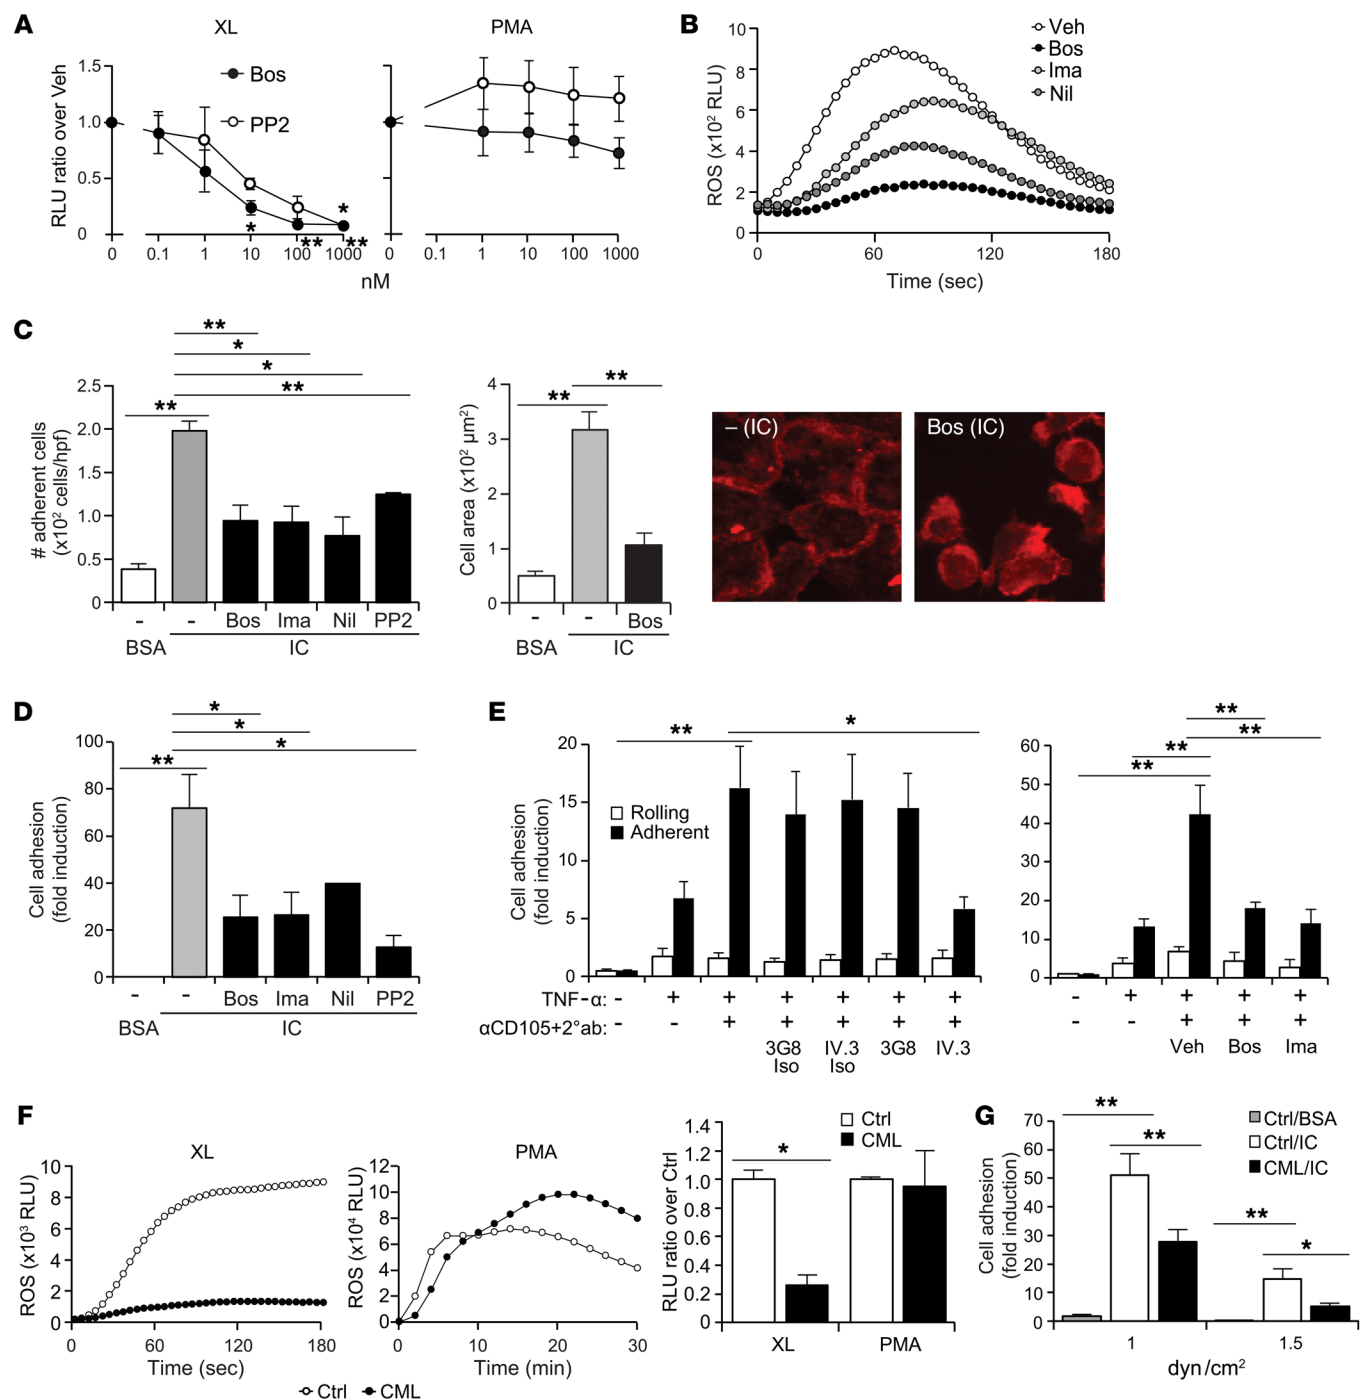 A
XL
PMA
RLU ratio over Veh
1.5
1.0
0.5
0
Bos
PP2
*
**
*
**
0 0.1 1 10 100 1000
0 0.1 1 10 100 1000
nM
B
ROS (x10² RLU)
10
8
6
4
2
0
Veh
Bos
Ima
Nil
0 60 120 180
Time (sec)
C
**
*
*
**
**
# adherent cells
(x10² cells/hpf)
2.5
2.0
1.5
1.0
0.5
0
- - Bos Ima Nil PP2
BSA IC
**
**
Cell area (x10² µm²)
4
3
2
1
0
- - Bos
BSA IC
– (IC)
Bos (IC)
D
*
*
*
**
Cell adhesion
(fold induction)
100
80
60
40
20
0
- - Bos Ima Nil PP2
BSA IC
E
**
*
Cell adhesion
(fold induction)
20
15
10
5
0
Rolling
Adherent
TNF-α: - + + + + + +
αCD105+2°ab: - - + + + + +
3G8 Iso IV.3 Iso 3G8 IV.3
**
**
**
**
60
50
40
30
20
10
0
- + + + +
- - + + +
Veh Bos Ima
F
XL
ROS (x10³ RLU)
10
8
6
4
2
0
0 60 120 180
Time (sec)
PMA
ROS (x10⁴ RLU)
12
10
8
6
4
2
0
0 10 20 30
Time (min)
Ctrl CML
RLU ratio over Ctrl
1.4
1.2
1.0
0.8
0.6
0.4
0.2
0
Ctrl
CML
*
XL PMA
G
**
**
**
*
Cell adhesion
(fold induction)
70
60
50
40
30
20
10
0
Ctrl/BSA
Ctrl/IC
CML/IC
1 1.5
dyn/cm²